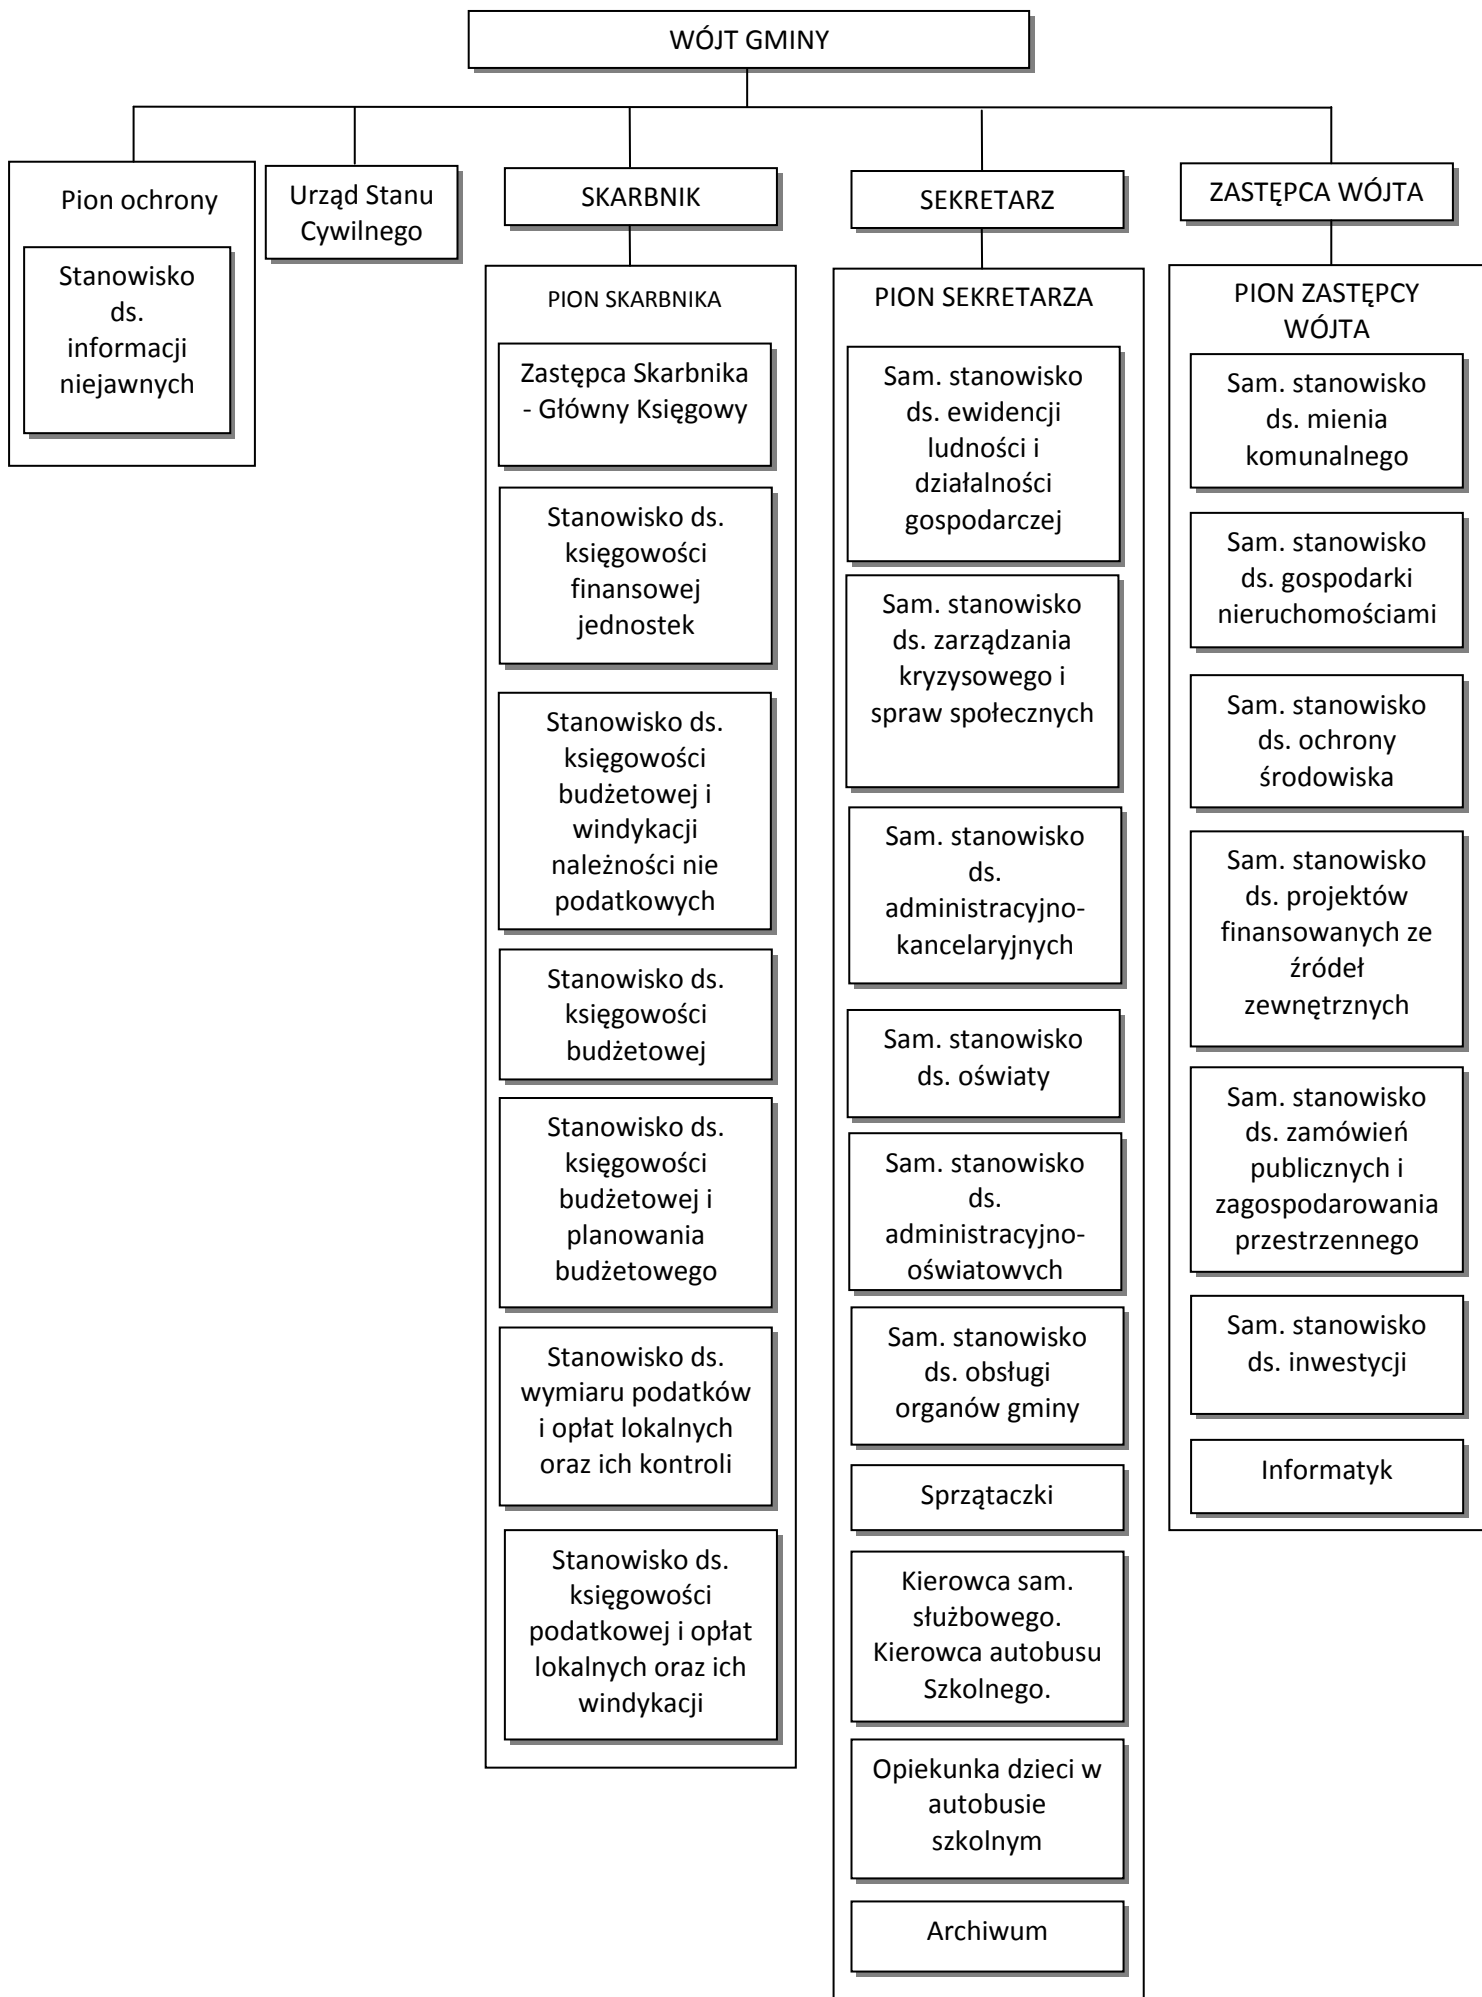 WÓJT GMINY
Pion ochrony
Stanowisko
ds.
informacji
niejawnych
Urząd Stanu
Cywilnego
SKARBNIK
PION SKARBNIKA
Zastępca Skarbnika
- Główny Księgowy
Stanowisko ds.
księgowości
finansowej
jednostek
Stanowisko ds.
księgowości
budżetowej i
windykacji
należności nie
podatkowych
Stanowisko ds.
księgowości
budżetowej
Stanowisko ds.
księgowości
budżetowej i
planowania
budżetowego
Stanowisko ds.
wymiaru podatków
i opłat lokalnych
oraz ich kontroli
Stanowisko ds.
księgowości
podatkowej i opłat
lokalnych oraz ich
windykacji
SEKRETARZ
PION SEKRETARZA
Sam. stanowisko
ds. ewidencji
ludności i
działalności
gospodarczej
Sam. stanowisko
ds. zarządzania
kryzysowego i
spraw społecznych
Sam. stanowisko
ds.
administracyjno-
kancelaryjnych
Sam. stanowisko
ds. oświaty
Sam. stanowisko
ds.
administracyjno-
oświatowych
Sam. stanowisko
ds. obsługi
organów gminy
Sprzątaczki
Kierowca sam.
służbowego.
Kierowca autobusu
Szkolnego.
Opiekunka dzieci w
autobusie
szkolnym
Archiwum
ZASTĘPCA WÓJTA
PION ZASTĘPCY
WÓJTA
Sam. stanowisko
ds. mienia
komunalnego
Sam. stanowisko
ds. gospodarki
nieruchomościami
Sam. stanowisko
ds. ochrony
środowiska
Sam. stanowisko
ds. projektów
finansowanych ze
źródeł
zewnętrznych
Sam. stanowisko
ds. zamówień
publicznych i
zagospodarowania
przestrzennego
Sam. stanowisko
ds. inwestycji
Informatyk